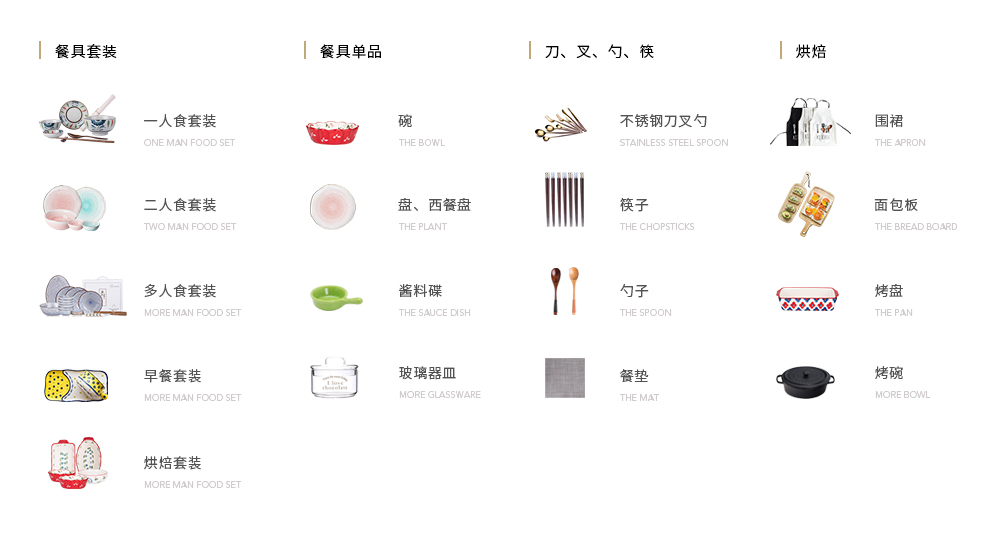 餐具套装
一人食套装
ONE MAN FOOD SET
二人食套装
TWO MAN FOOD SET
多人食套装
MORE MAN FOOD SET
早餐套装
MORE MAN FOOD SET
烘焙套装
MORE MAN FOOD SET
餐具单品
碗
THE BOWL
盘、西餐盘
THE PLANT
酱料碟
THE SAUCE DISH
玻璃器皿
MORE GLASSWARE
I love
chocolate
刀、叉、勺、筷
不锈钢刀叉勺
STAINLESS STEEL SPOON
筷子
THE CHOPSTICKS
勺子
THE SPOON
餐垫
THE MAT
烘焙
围裙
THE APRON
面包板
THE BREAD BOARD
烤盘
THE PAN
烤碗
MORE BOWL